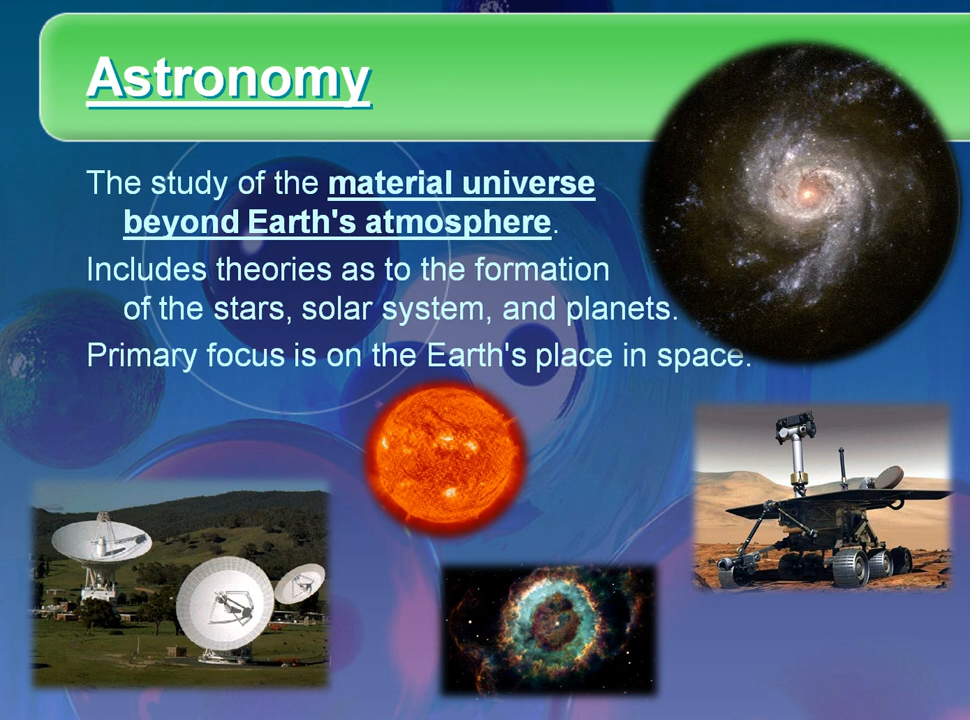 Astronomy
The study of the material universe
beyond Earth's atmosphere.
Includes theories as to the formation
of the stars, solar system, and planets.
Primary focus is on the Earth's place in space.